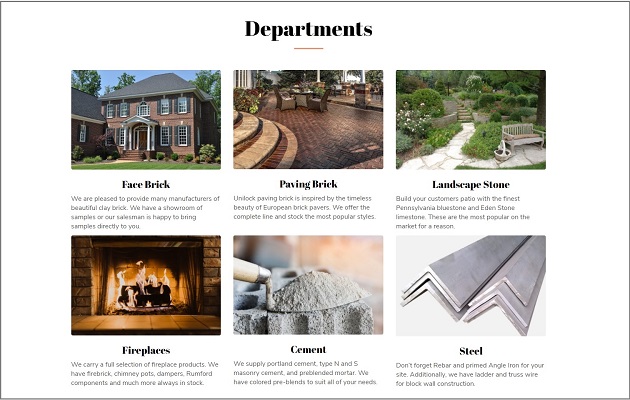 Departments
Face Brick
We are pleased to provide many manufacturers of
beautiful clay brick. We have a showroom of
samples or our salesman is happy to bring
samples directly to you.
Paving Brick
Unilock paving brick is inspired by the timeless
beauty of European brick pavers. We offer the
complete line and stock the most popular styles.
Landscape Stone
Build your customers patio with the finest
Pennsylvania bluestone and Eden Stone
limestone. These are the most popular on the
market for a reason.
Fireplaces
We carry a full selection of fireplace products. We
have firebrick, chimney pots, dampers, Rumford
components and much more always in stock.
Cement
We supply portland cement, type N and S
masonry cement, and preblended mortar. We
have colored pre-blends to suit all of your needs.
Steel
Don't forget Rebar and primed Angle Iron for your
site. Additionally, we have ladder and truss wire
for block wall construction.